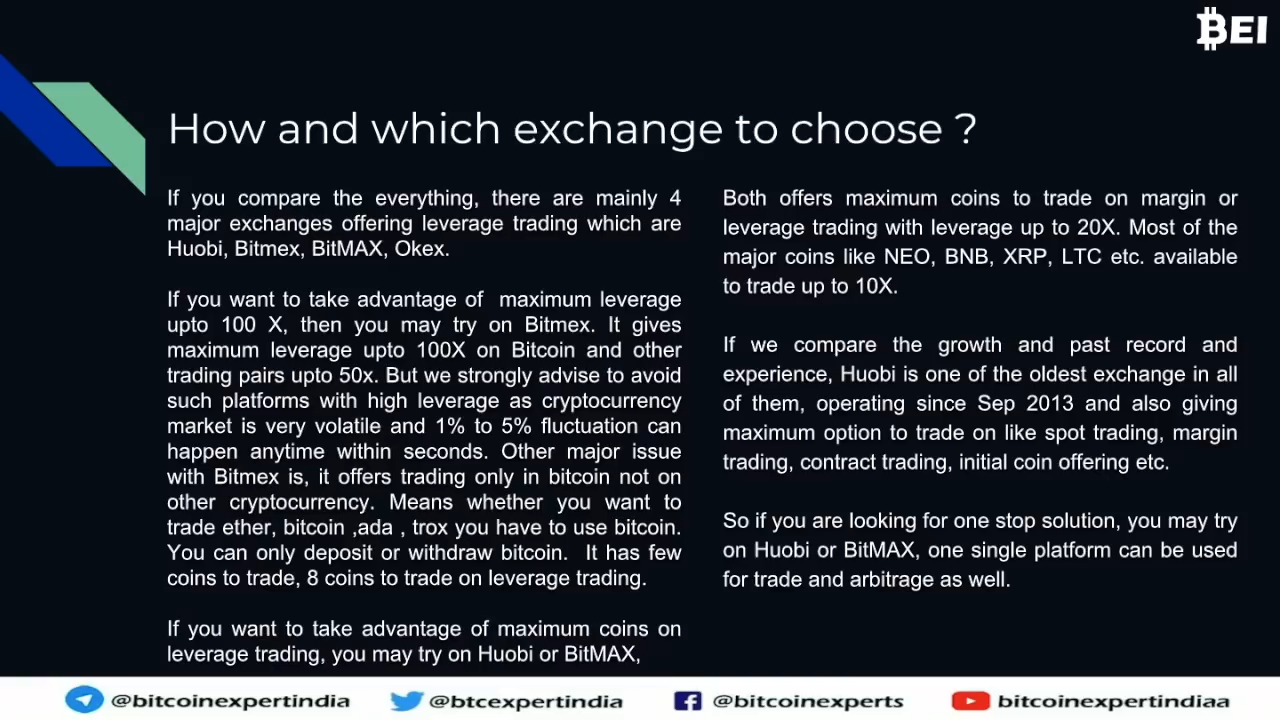 BEI
How and which exchange to choose ?
If you compare the everything, there are mainly 4
major exchanges offering leverage trading which are
Huobi, Bitmex, BitMAX, Okex.
If you want to take advantage of maximum leverage
upto 100 X, then you may try on Bitmex. It gives
maximum leverage upto 100X on Bitcoin and other
trading pairs upto 50x. But we strongly advise to avoid
such platforms with high leverage as cryptocurrency
market is very volatile and 1% to 5% fluctuation can
happen anytime within seconds. Other major issue
with Bitmex is, it offers trading only in bitcoin not on
other cryptocurrency. Means whether you want to
trade ether, bitcoin ,ada , trox you have to use bitcoin.
You can only deposit or withdraw bitcoin. It has few
coins to trade, 8 coins to trade on leverage trading.
If you want to take advantage of maximum coins on
leverage trading, you may try on Huobi or BitMAX,
Both offers maximum coins to trade on margin or
leverage trading with leverage up to 20X. Most of the
major coins like NEO, BNB, XRP, LTC etc. available
to trade up to 10X.
If we compare the growth and past record and
experience, Huobi is one of the oldest exchange in all
of them, operating since Sep 2013 and also giving
maximum option to trade on like spot trading, margin
trading, contract trading, initial coin offering etc.
So if you are looking for one stop solution, you may try
on Huobi or BitMAX, one single platform can be used
for trade and arbitrage as well.
@bitcoinexpertindia @btcexpertindia @bitcoinexperts bitcoinexpertindiaa